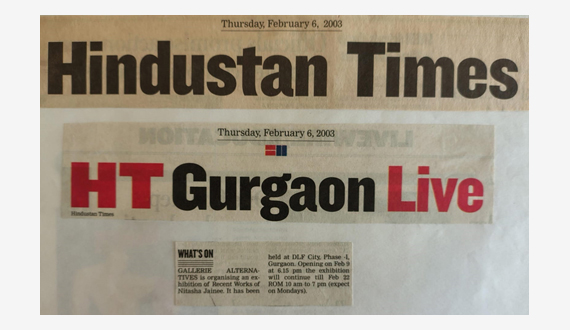 Thursday, February 6, 2003
Hindustan Times
Thursday, February 6, 2003
HT Gurgaon Live
Hindustan Times
WHAT'S ON
GALLERIE ALTERNA-
TIVES is organising an ex-
hibition of Recent Works of
Nitasha Jainee. It has been
held at DLF City, Phase -I,
Gurgaon. Opening on Feb 9
at 6.15 pm the exhibition
will continue till Feb 22
ROM 10 am to 7 pm (expect
on Mondays).